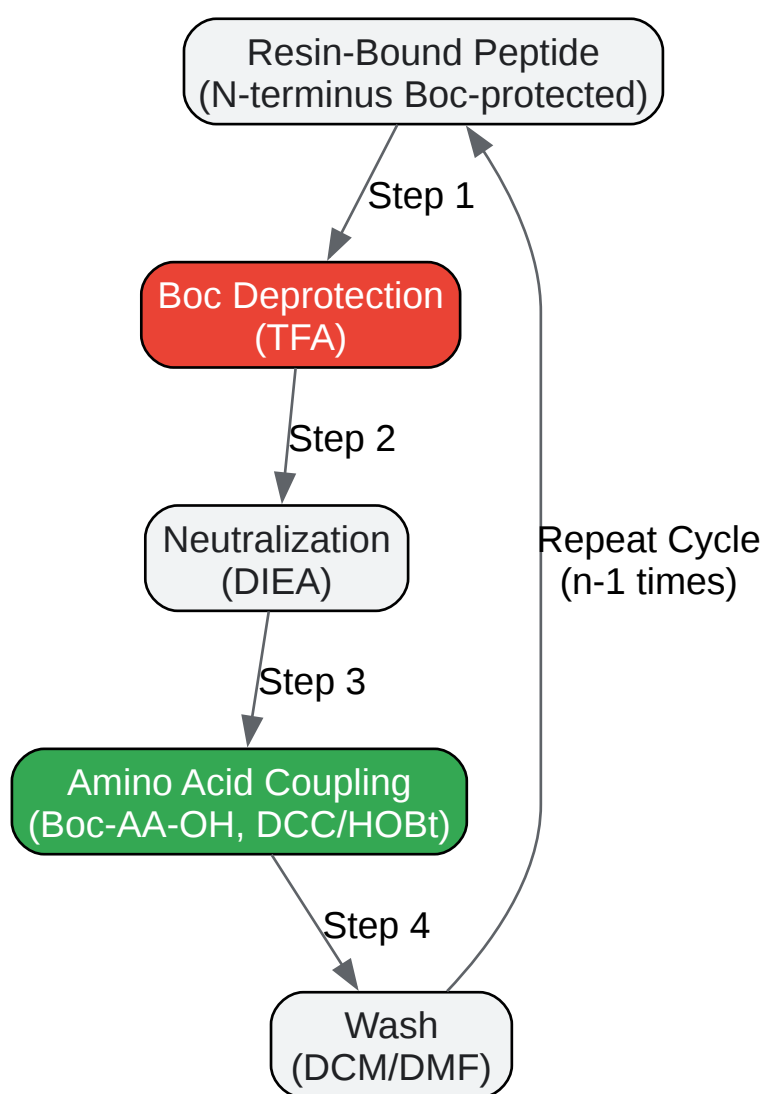 Resin-Bound Peptide
(N-terminus Boc-protected)
Step 1
Boc Deprotection
(TFA)
Step 2
Neutralization
(DIEA)
Repeat Cycle
(n-1 times)
Step 3
Amino Acid Coupling
(Boc-AA-OH, DCC/HOBt)
Step 4
Wash
(DCM/DMF)